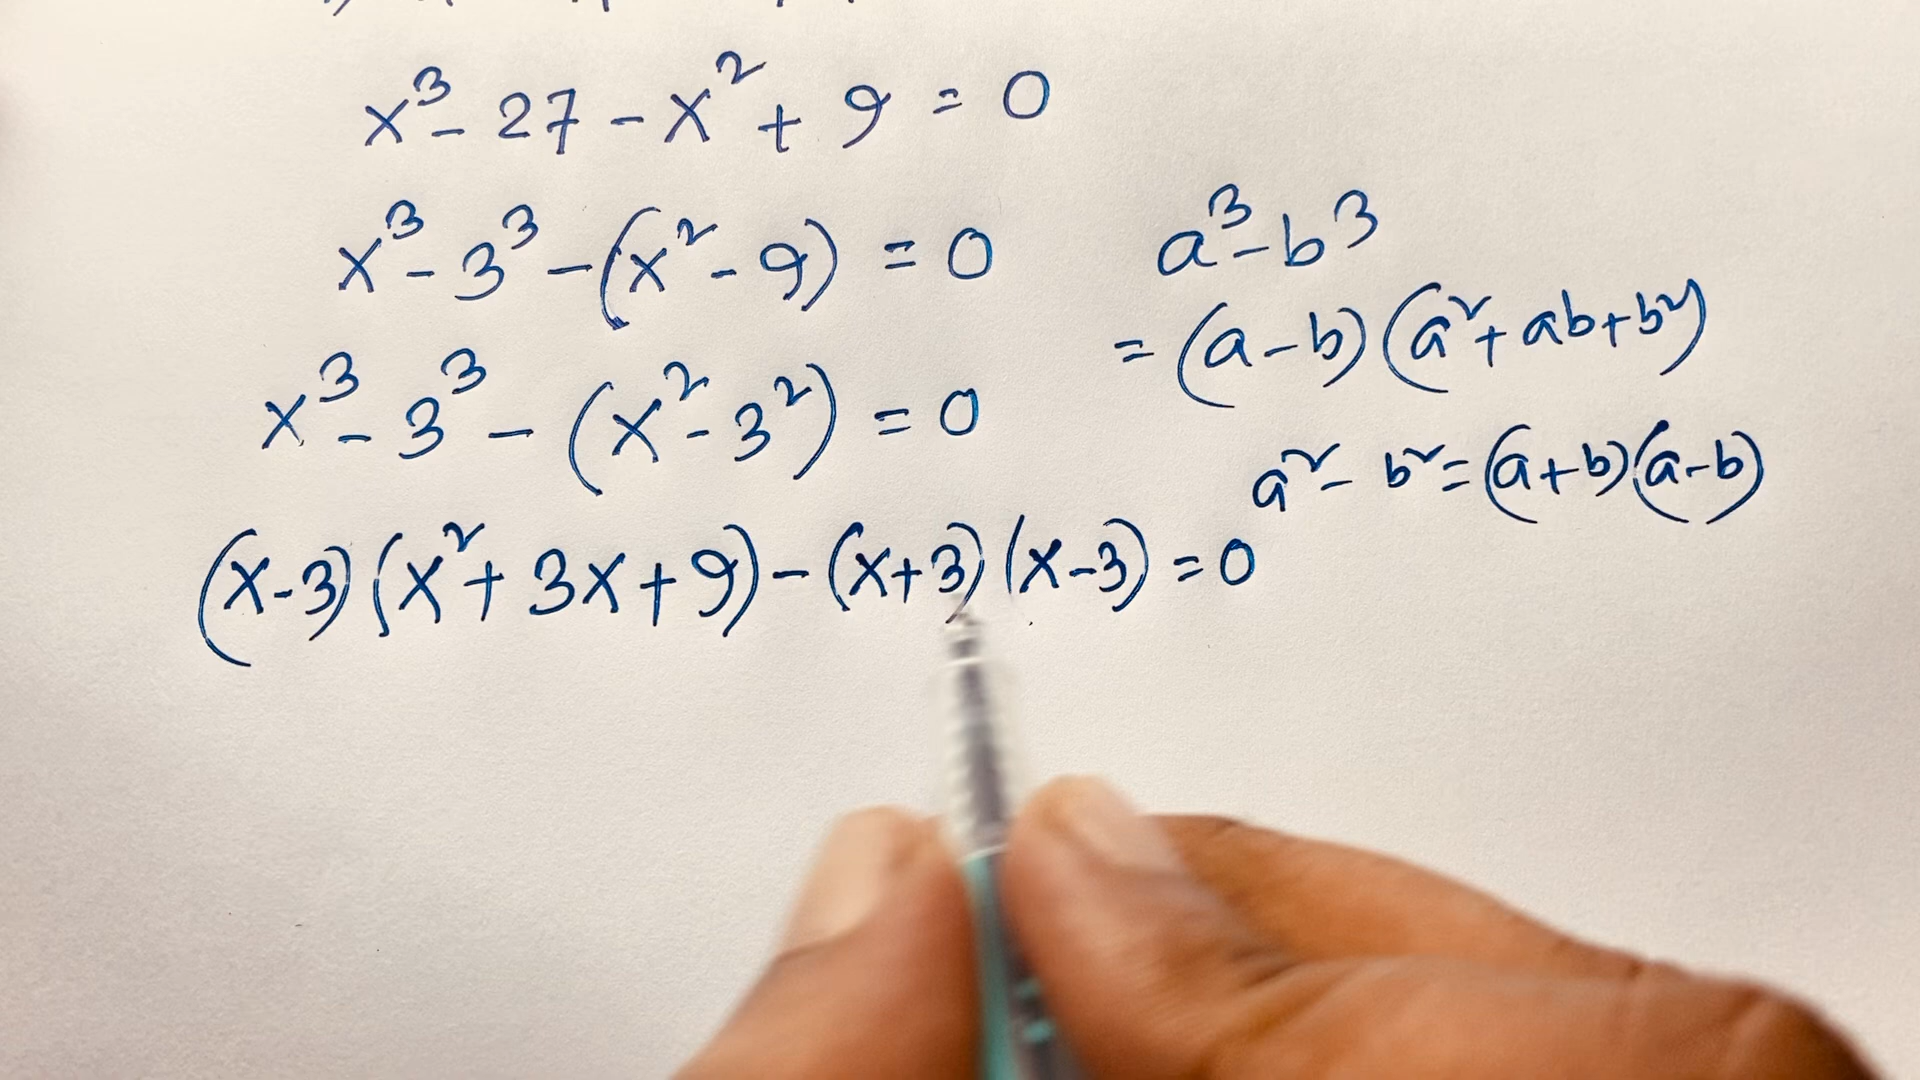 x³ - 27 - x² + 9 = 0
x³ - 3³ - (x² - 9) = 0
x³ - 3³ - (x² - 3²) = 0
(x-3)(x² + 3x + 9) - (x+3)(x-3) = 0
a³ - b³
= (a-b)(a² + ab + b²)
a² - b² = (a+b)(a-b)